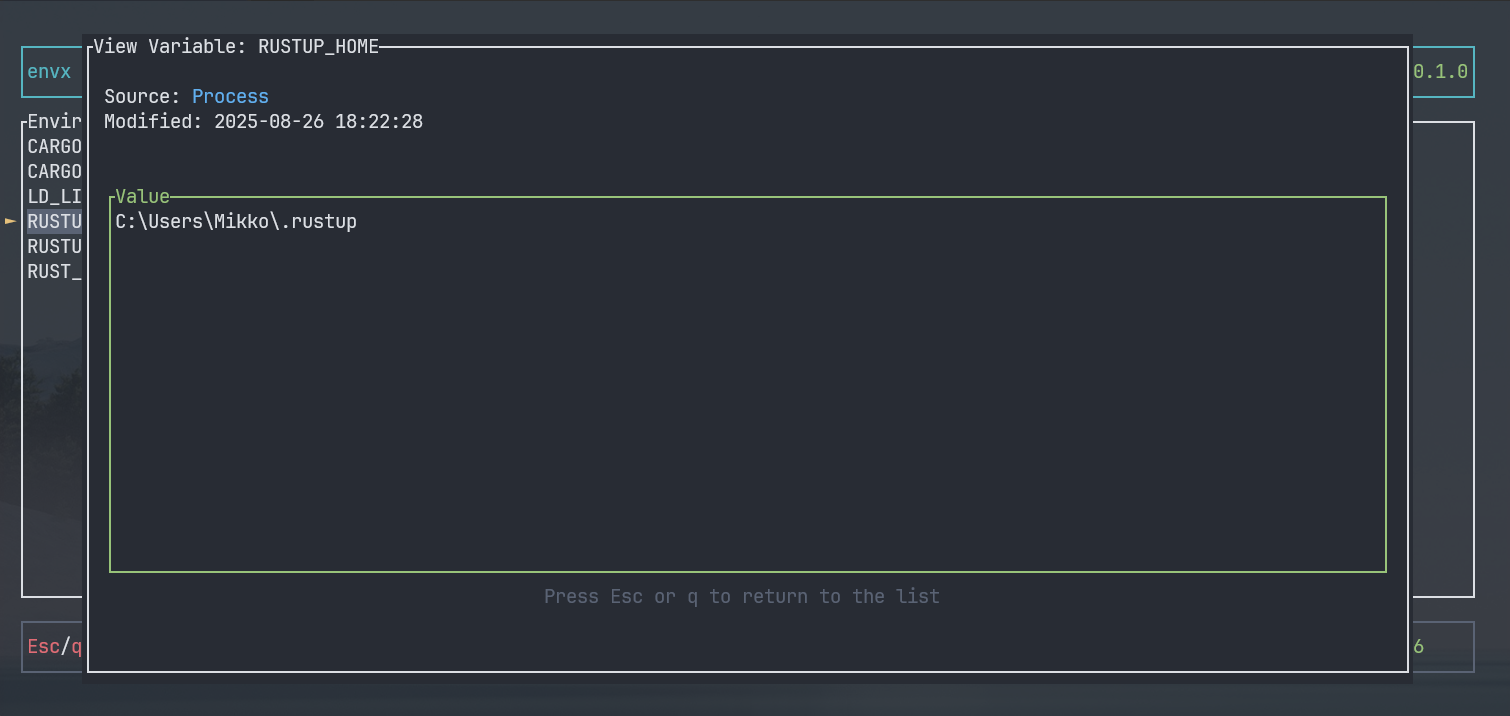 View Variable: RUSTUP_HOME
envx
0.1.0
Source: Process
Envir
Modified: 2025-08-26 18:22:28
CARGO
CARGO
LD_LI
Value
► RUSTU
C:\Users\Mikko\.rustup
RUSTU
RUST_
Press Esc or q to return to the list
Esc/q
6